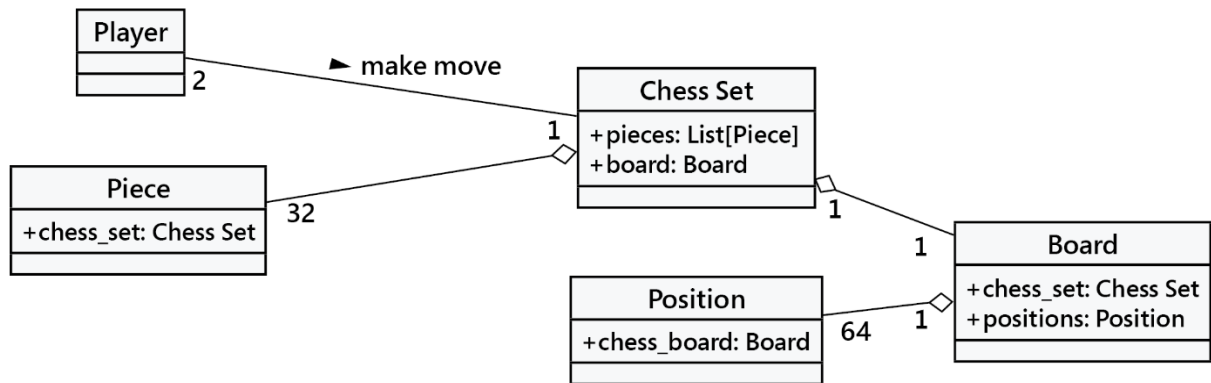 Player
2
► make move
Chess Set
+pieces: List[Piece]
+board: Board
1
Piece
+chess_set: Chess Set
32
1
1
Board
+chess_set: Chess Set
+positions: Position
Position
+chess_board: Board
64
1